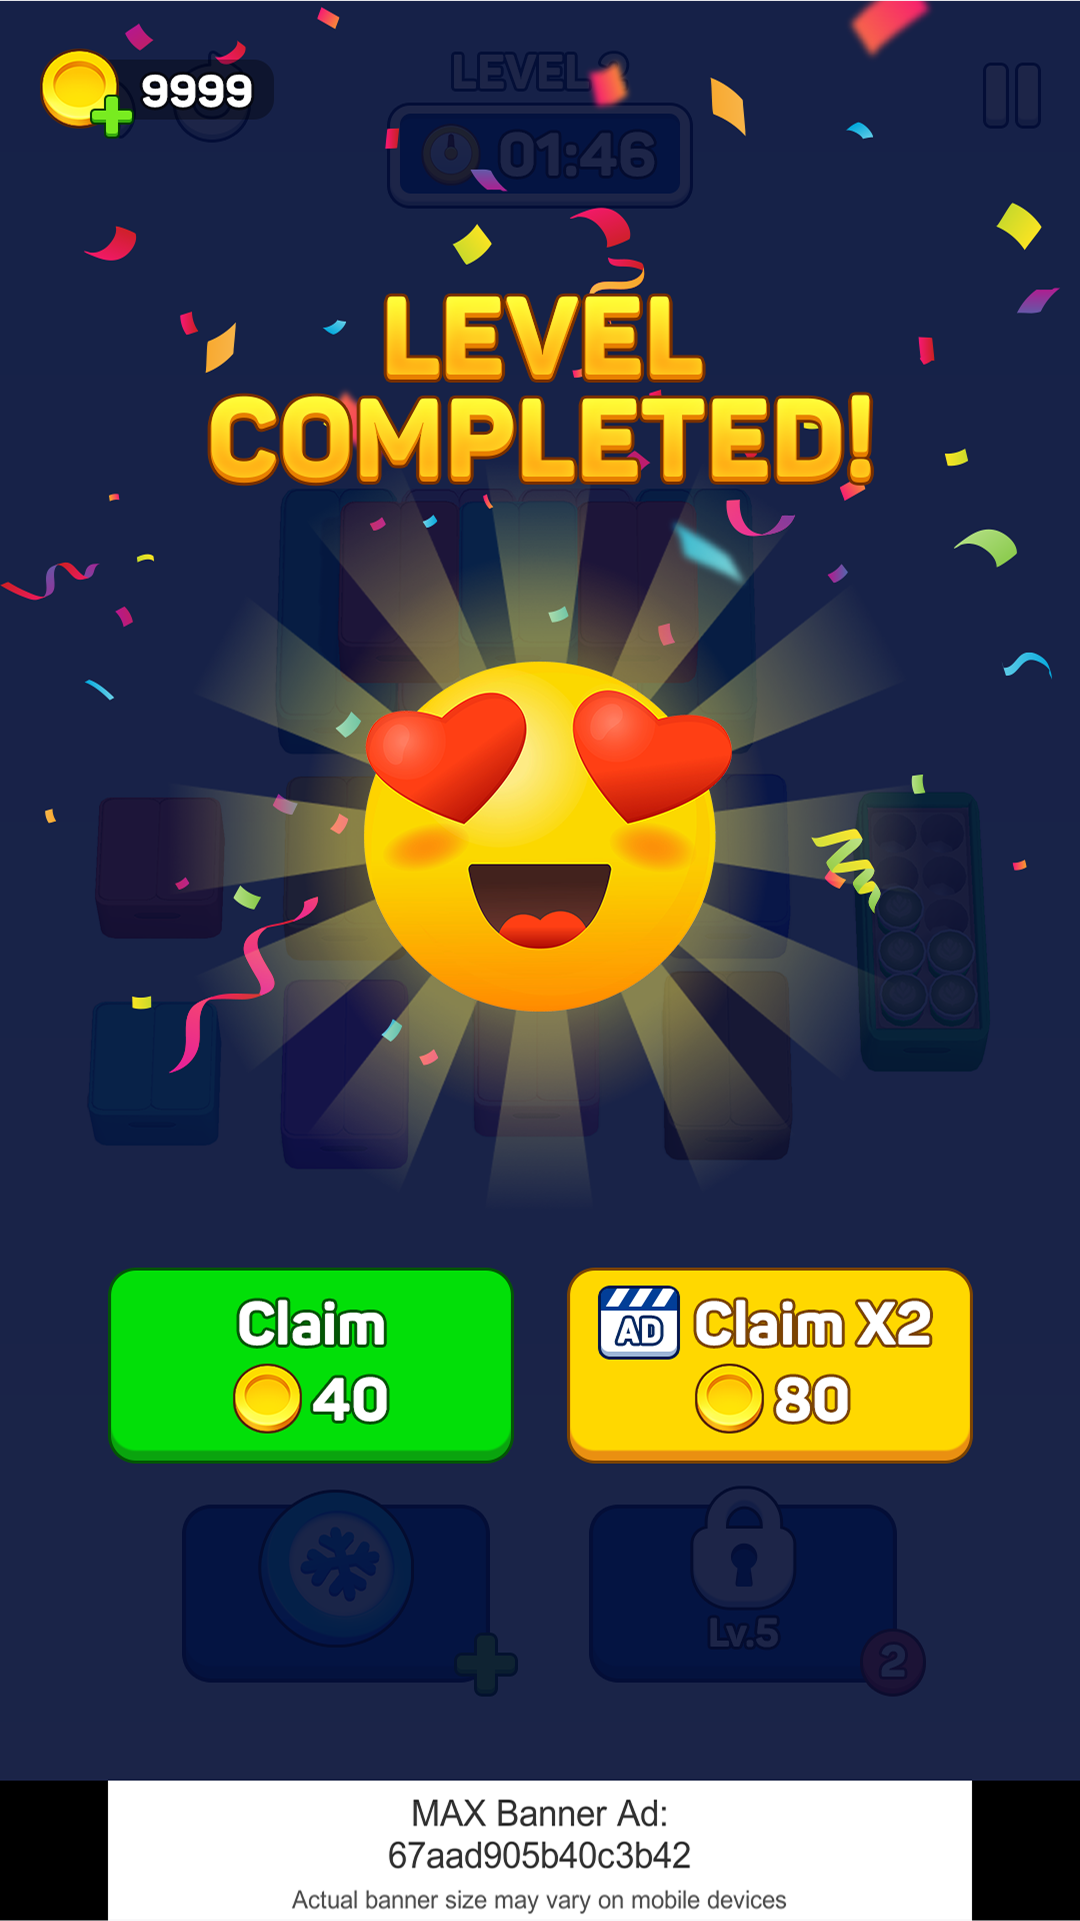 9999
LEVEL 2
01:46
LEVEL
COMPLETED!
Claim
40
AD Claim X2
80
Lv.5
2
MAX Banner Ad:
67aad905b40c3b42
Actual banner size may vary on mobile devices